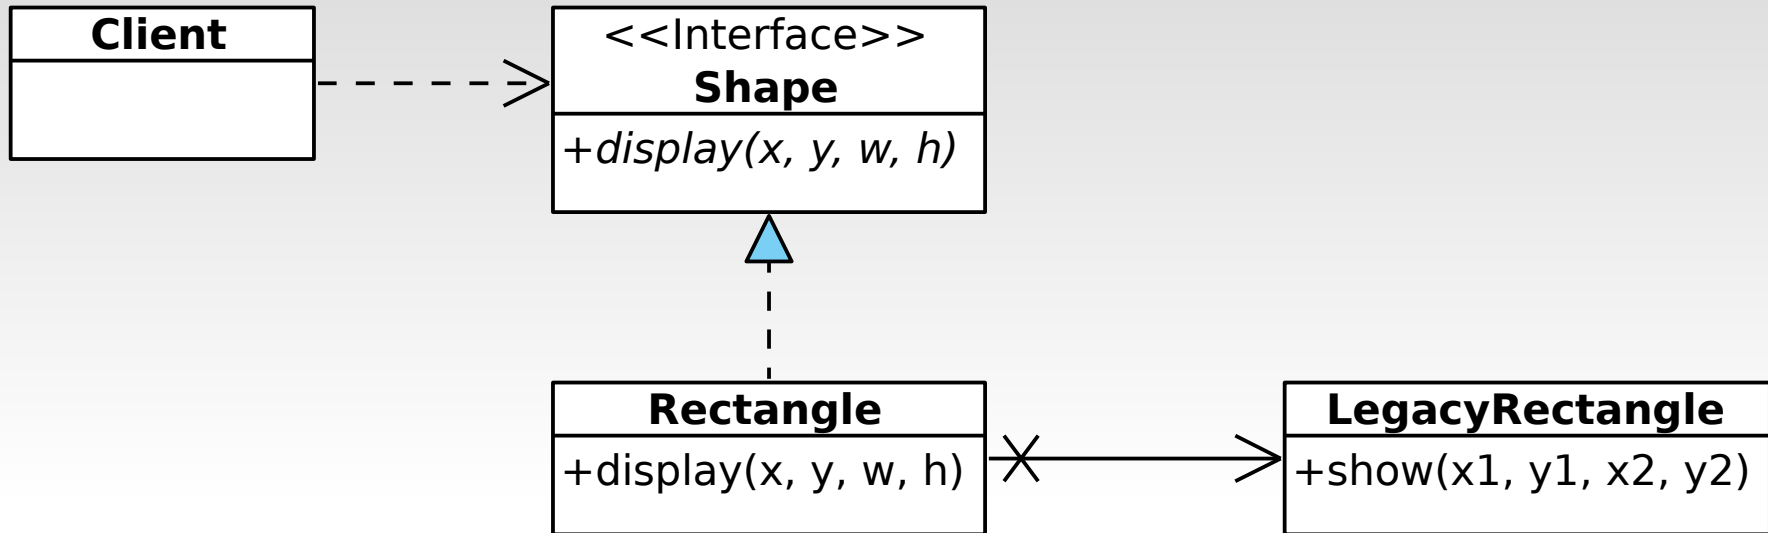 Client
<<Interface>>
Shape
+display(x, y, w, h)
Rectangle
+display(x, y, w, h)
LegacyRectangle
+show(x1, y1, x2, y2)